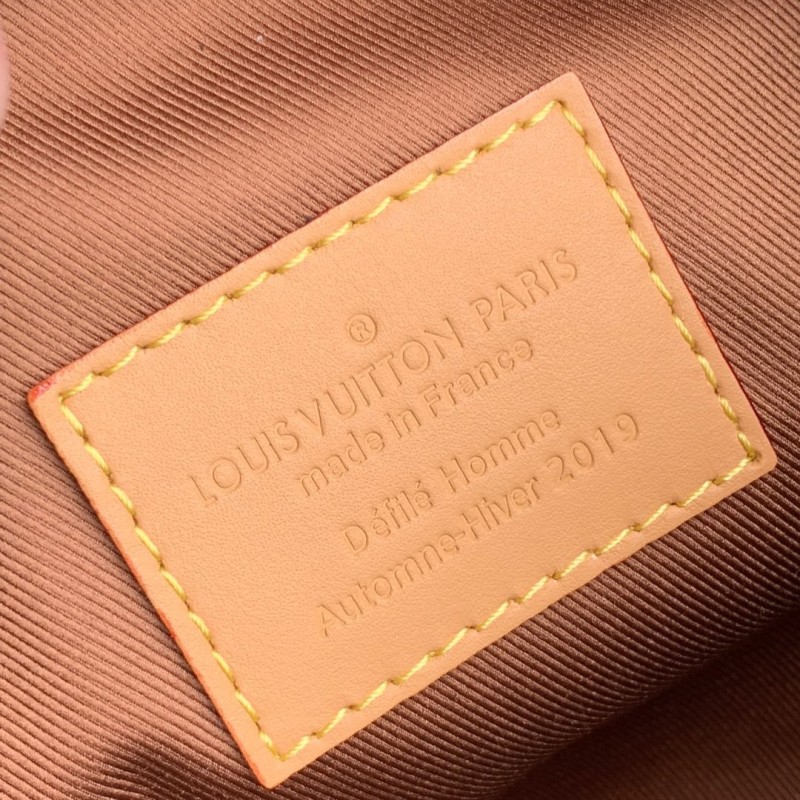 ®
LOUIS VUITTON PARIS
made in France
Défilé Homme
Automne-Hiver 2019